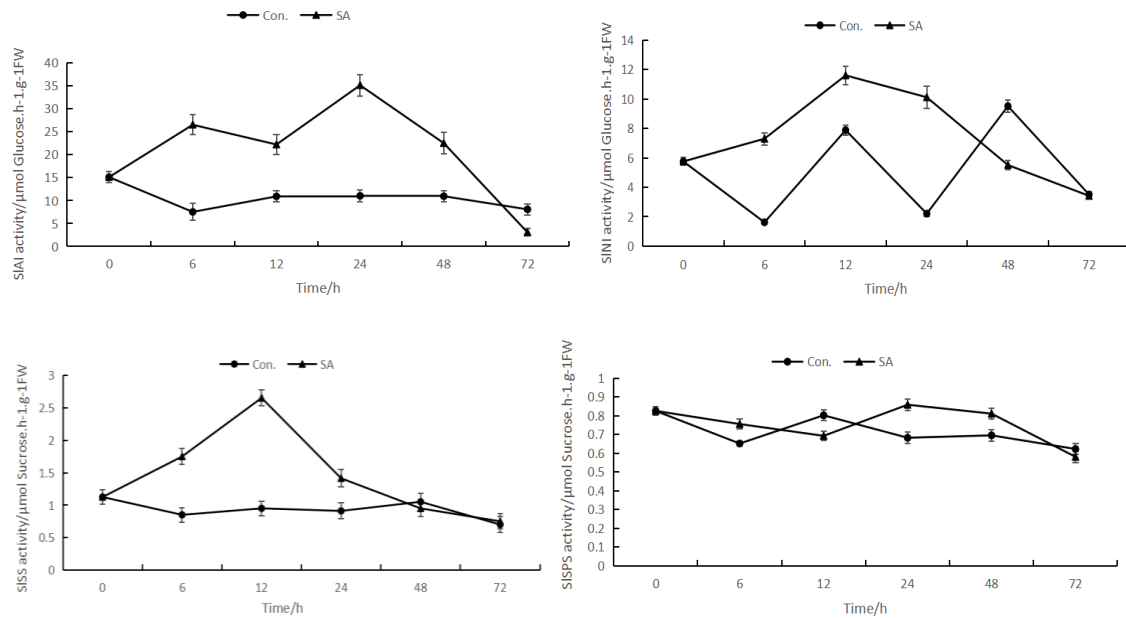 Con. SA
SlAI activity/μmol Glucose.h-1.g-1FW
40
35
30
25
20
15
10
5
0
0 6 12 24 48 72
Time/h
Con. SA
SlNI activity/μmol Glucose.h-1.g-1FW
14
12
10
8
6
4
2
0
0 6 12 24 48 72
Time/h
Con. SA
SlSS activity/μmol Sucrose.h-1.g-1FW
3
2.5
2
1.5
1
0.5
0
0 6 12 24 48 72
Time/h
Con. SA
SlSPS activity/μmol Sucrose.h-1.g-1FW
1
0.9
0.8
0.7
0.6
0.5
0.4
0.3
0.2
0.1
0
0 6 12 24 48 72
Time/h